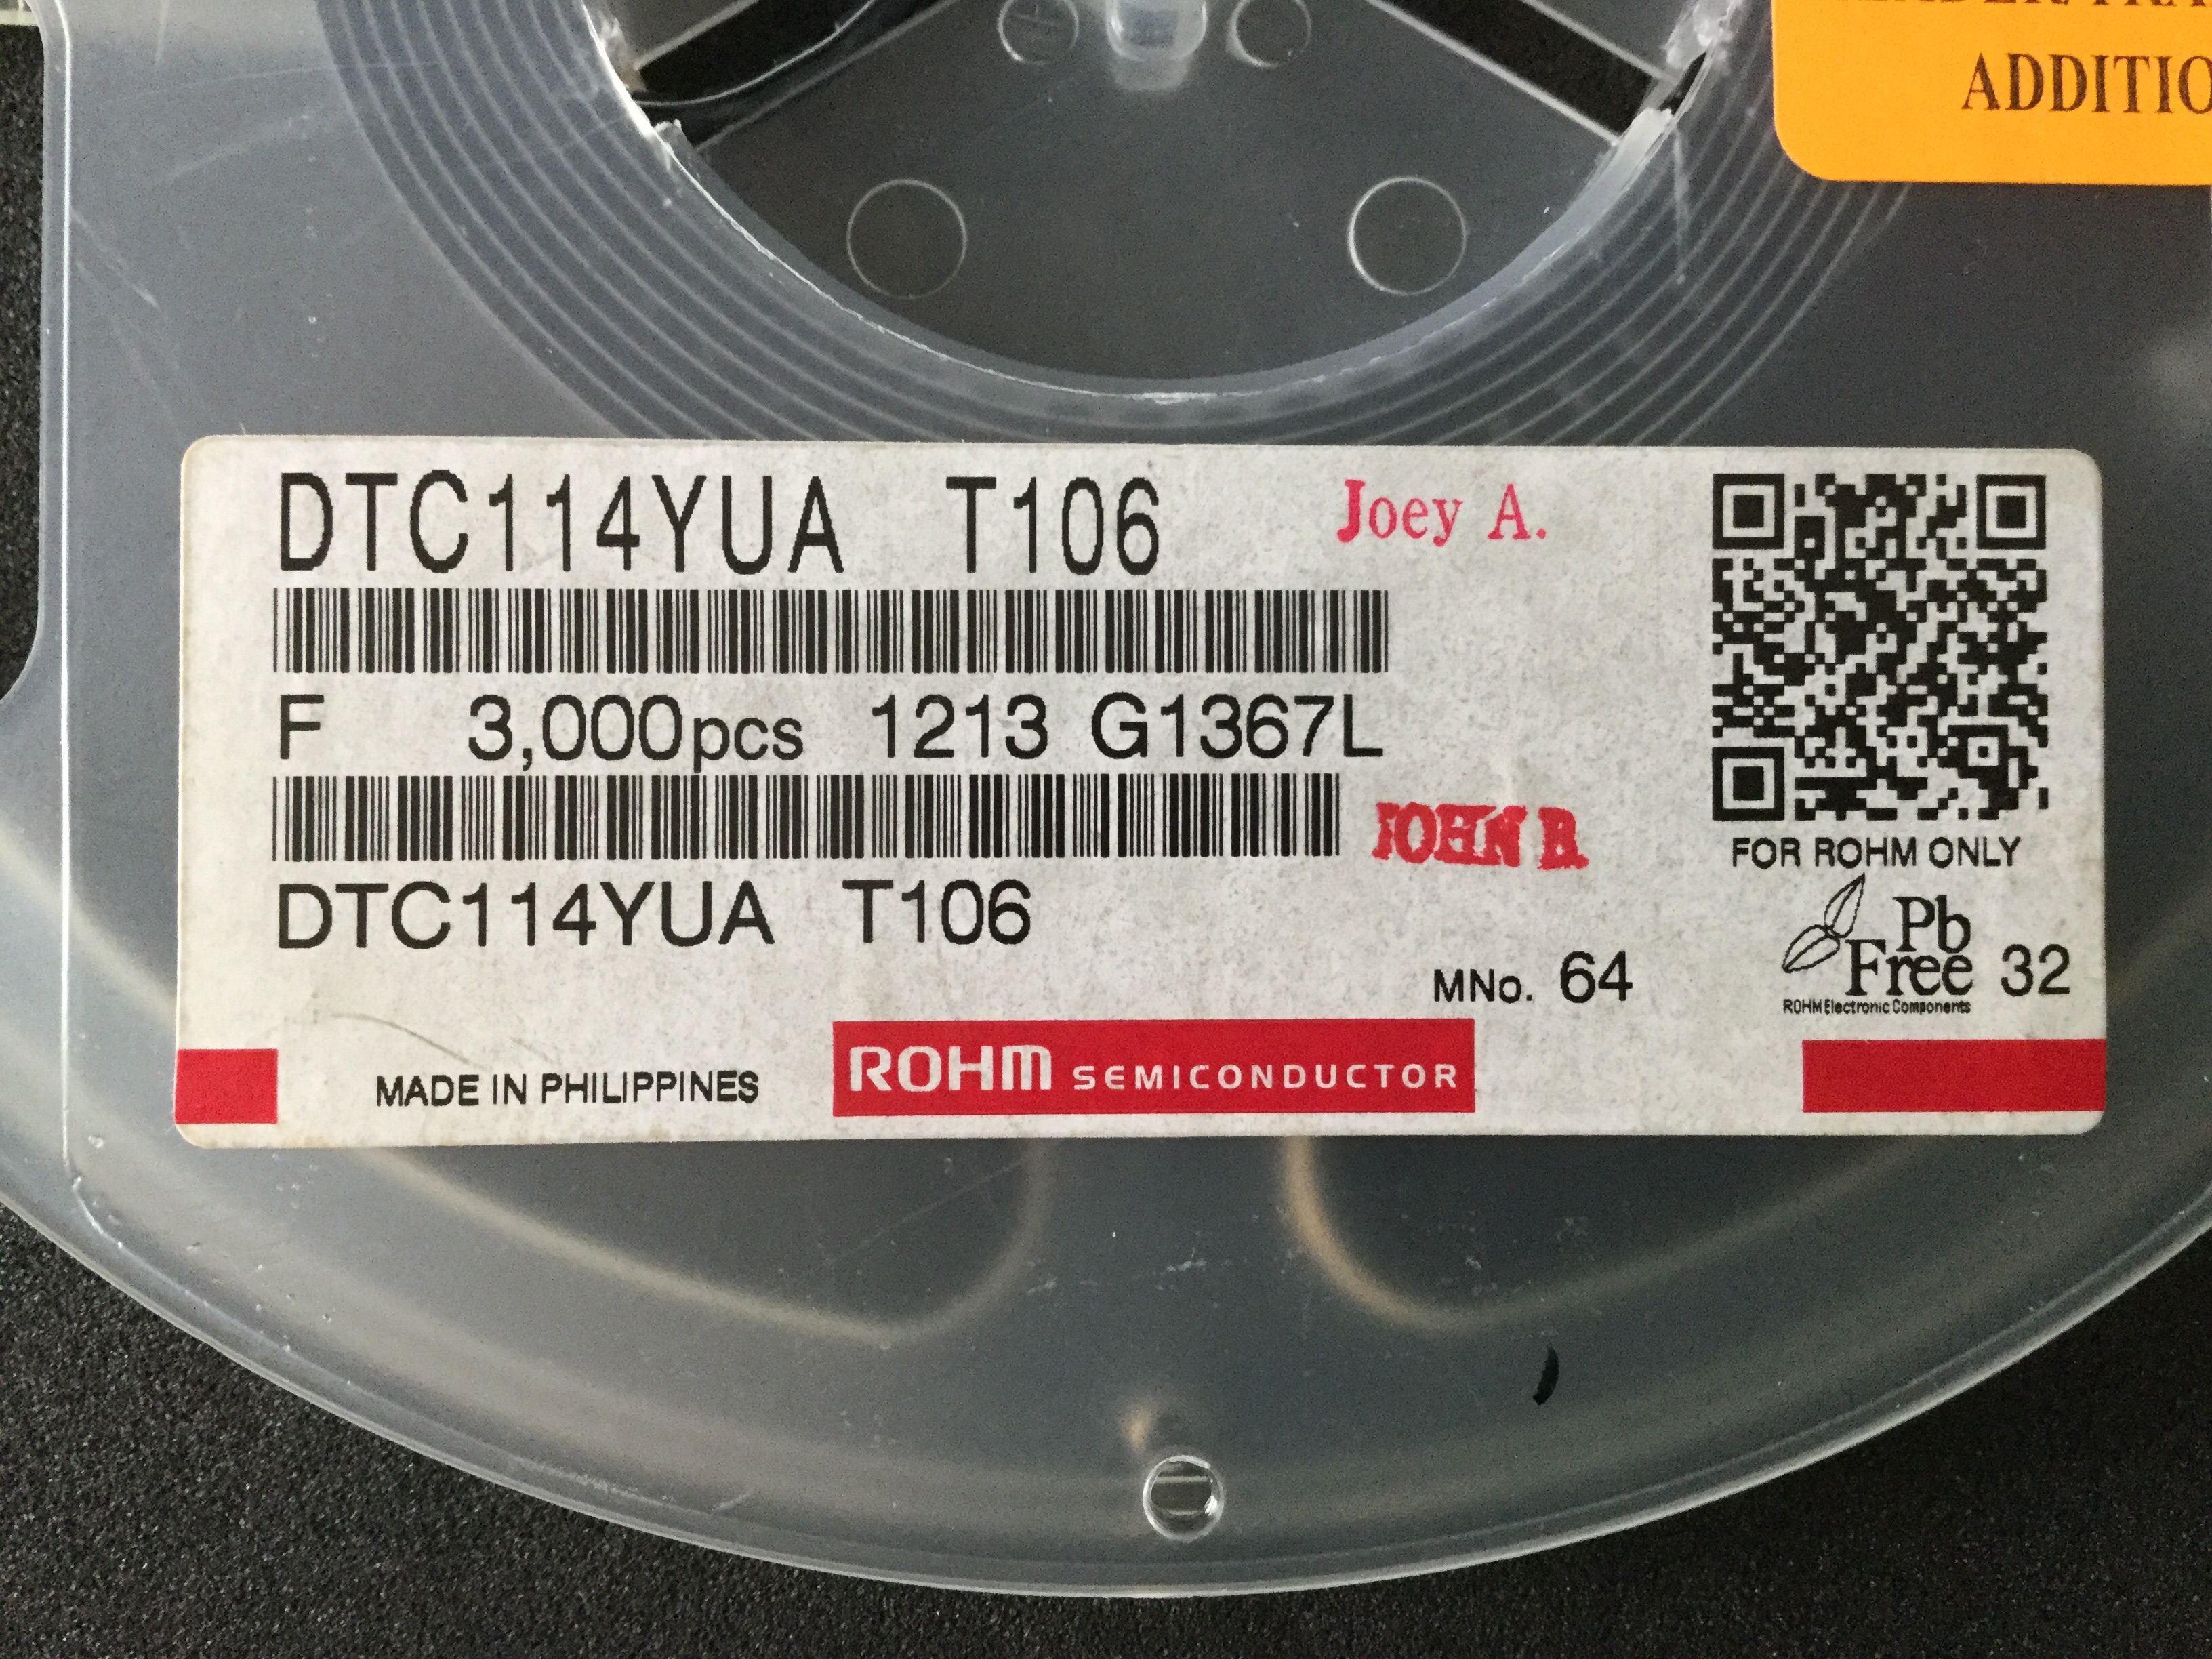 ADDITIO
DTC114YUA T106
Joey A.
F 3,000pcs 1213 G1367L
JOHN B.
FOR ROHM ONLY
DTC114YUA T106
MNo. 64
Pb
Free 32
ROHM Electronic Components
MADE IN PHILIPPINES
ROHM SEMICONDUCTOR